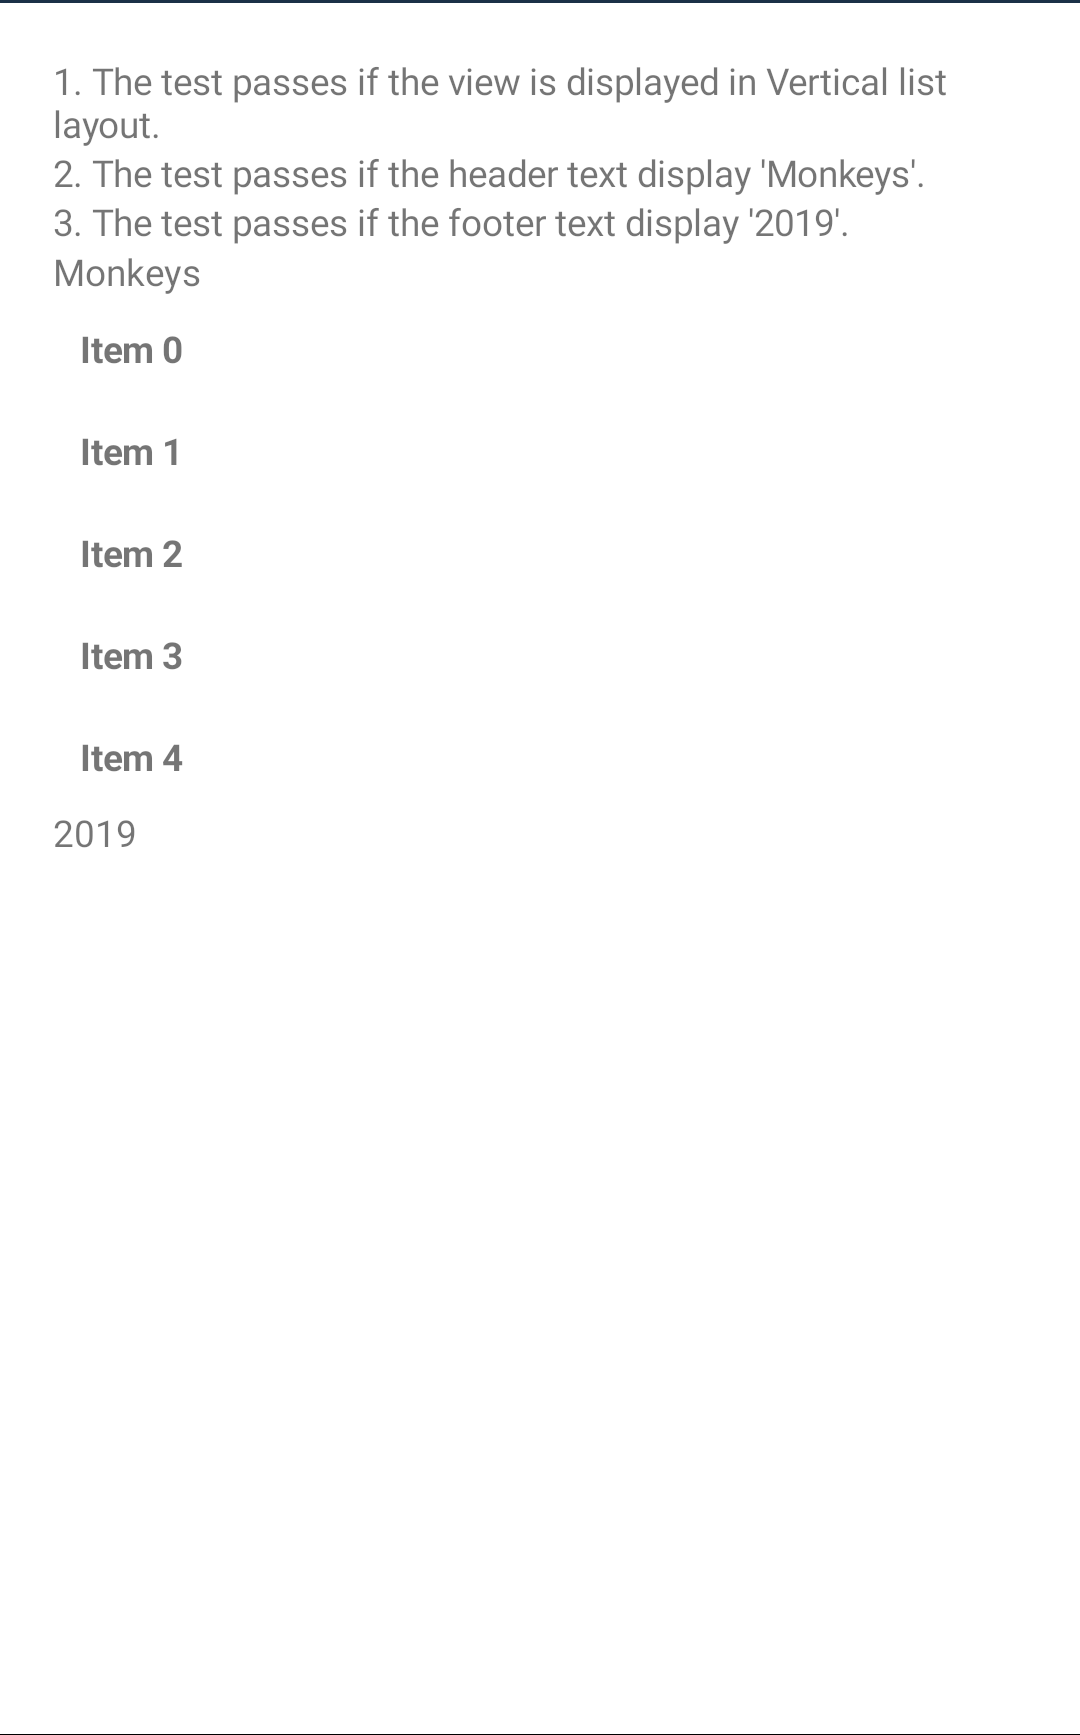 1. The test passes if the view is displayed in Vertical list
layout.
2. The test passes if the header text display 'Monkeys'.
3. The test passes if the footer text display '2019'.
Monkeys
Item 0
Item 1
Item 2
Item 3
Item 4
2019